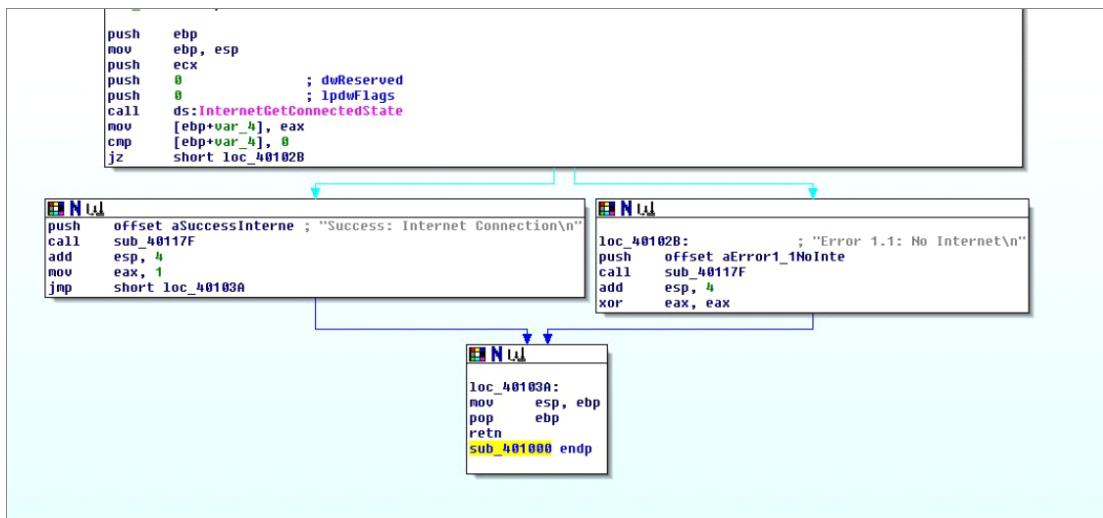 push ebp
mov ebp, esp
push ecx
push 0 ; dwReserved
push 0 ; lpdwFlags
call ds:InternetGetConnectedState
mov [ebp+var_4], eax
cmp [ebp+var_4], 0
jz short loc_40102B
push offset aSuccessInterne ; "Success: Internet Connection\n"
call sub_40117F
add esp, 4
mov eax, 1
jmp short loc_40103A
loc_40102B: ; "Error 1.1: No Internet\n"
push offset aError1_1NoInte
call sub_40117F
add esp, 4
xor eax, eax
loc_40103A:
mov esp, ebp
pop ebp
retn
sub_401000 endp